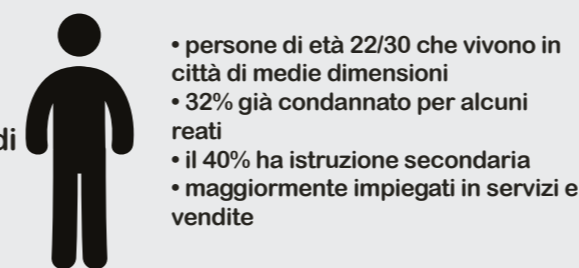 • persone di età 22/30 che vivono in
città di medie dimensioni
• 32% già condannato per alcuni
di
reati
• il 40% ha istruzione secondaria
• maggiormente impiegati in servizi e
vendite